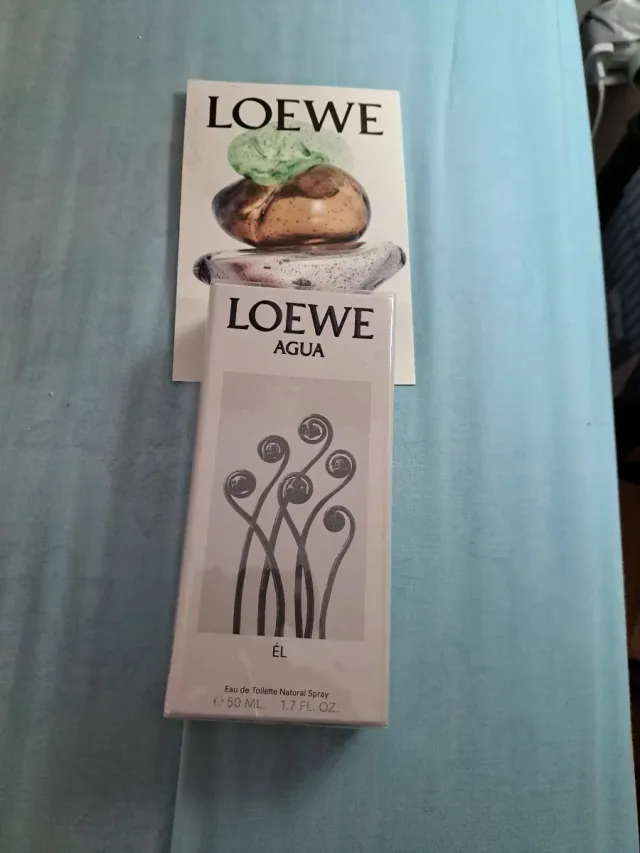 LOEWE
LOEWE
AGUA
ÉL
Eau de Toilette Natural Spray
℮ 50 ML. 1.7 FL. OZ.